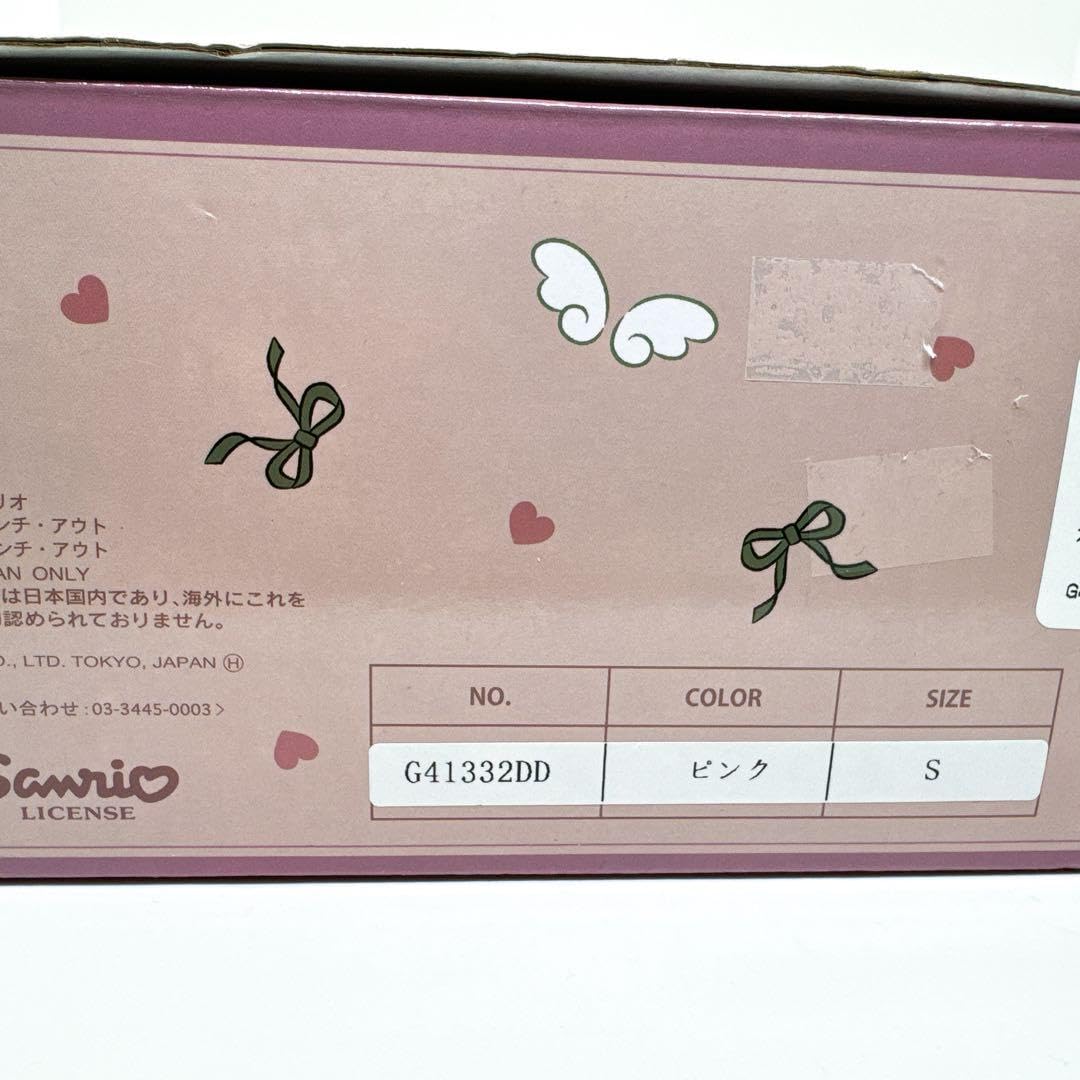 リオ
ンチ・アウト
ンチ・アウト
AN ONLY
は日本国内であり、海外にこれを
認められておりません。
O., LTD. TOKYO, JAPAN Ⓗ
い合わせ:03-3445-0003>
Sanrio
LICENSE
NO. COLOR SIZE
G41332DD ピンク S